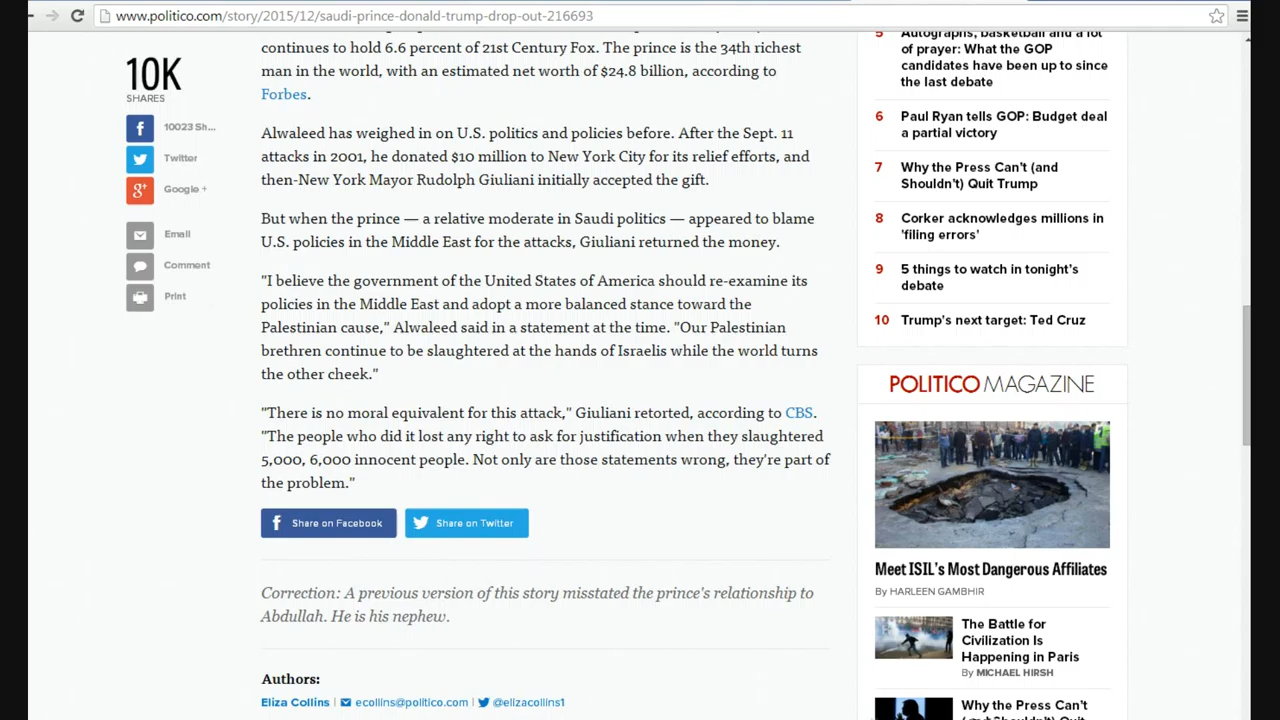 www.politico.com/story/2015/12/saudi-prince-donald-trump-drop-out-216693
10K
SHARES
10023 Sh...
Twitter
Google +
Email
Comment
Print
continues to hold 6.6 percent of 21st Century Fox. The prince is the 34th richest
man in the world, with an estimated net worth of $24.8 billion, according to
Forbes.
Alwaleed has weighed in on U.S. politics and policies before. After the Sept. 11
attacks in 2001, he donated $10 million to New York City for its relief efforts, and
then-New York Mayor Rudolph Giuliani initially accepted the gift.
But when the prince — a relative moderate in Saudi politics — appeared to blame
U.S. policies in the Middle East for the attacks, Giuliani returned the money.
"I believe the government of the United States of America should re-examine its
policies in the Middle East and adopt a more balanced stance toward the
Palestinian cause," Alwaleed said in a statement at the time. "Our Palestinian
brethren continue to be slaughtered at the hands of Israelis while the world turns
the other cheek."
"There is no moral equivalent for this attack," Giuliani retorted, according to CBS.
"The people who did it lost any right to ask for justification when they slaughtered
5,000, 6,000 innocent people. Not only are those statements wrong, they're part of
the problem."
Share on Facebook
Share on Twitter
Correction: A previous version of this story misstated the prince's relationship to
Abdullah. He is his nephew.
Authors:
Eliza Collins | ecollins@politico.com | @elizacollins1
5 Autographs, basketball and a lot
of prayer: What the GOP
candidates have been up to since
the last debate
6 Paul Ryan tells GOP: Budget deal
a partial victory
7 Why the Press Can't (and
Shouldn't) Quit Trump
8 Corker acknowledges millions in
'filing errors'
9 5 things to watch in tonight's
debate
10 Trump's next target: Ted Cruz
POLITICO MAGAZINE
Meet ISIL's Most Dangerous Affiliates
By HARLEEN GAMBHIR
The Battle for
Civilization Is
Happening in Paris
By MICHAEL HIRSH
Why the Press Can't
(and Shouldn't) Quit